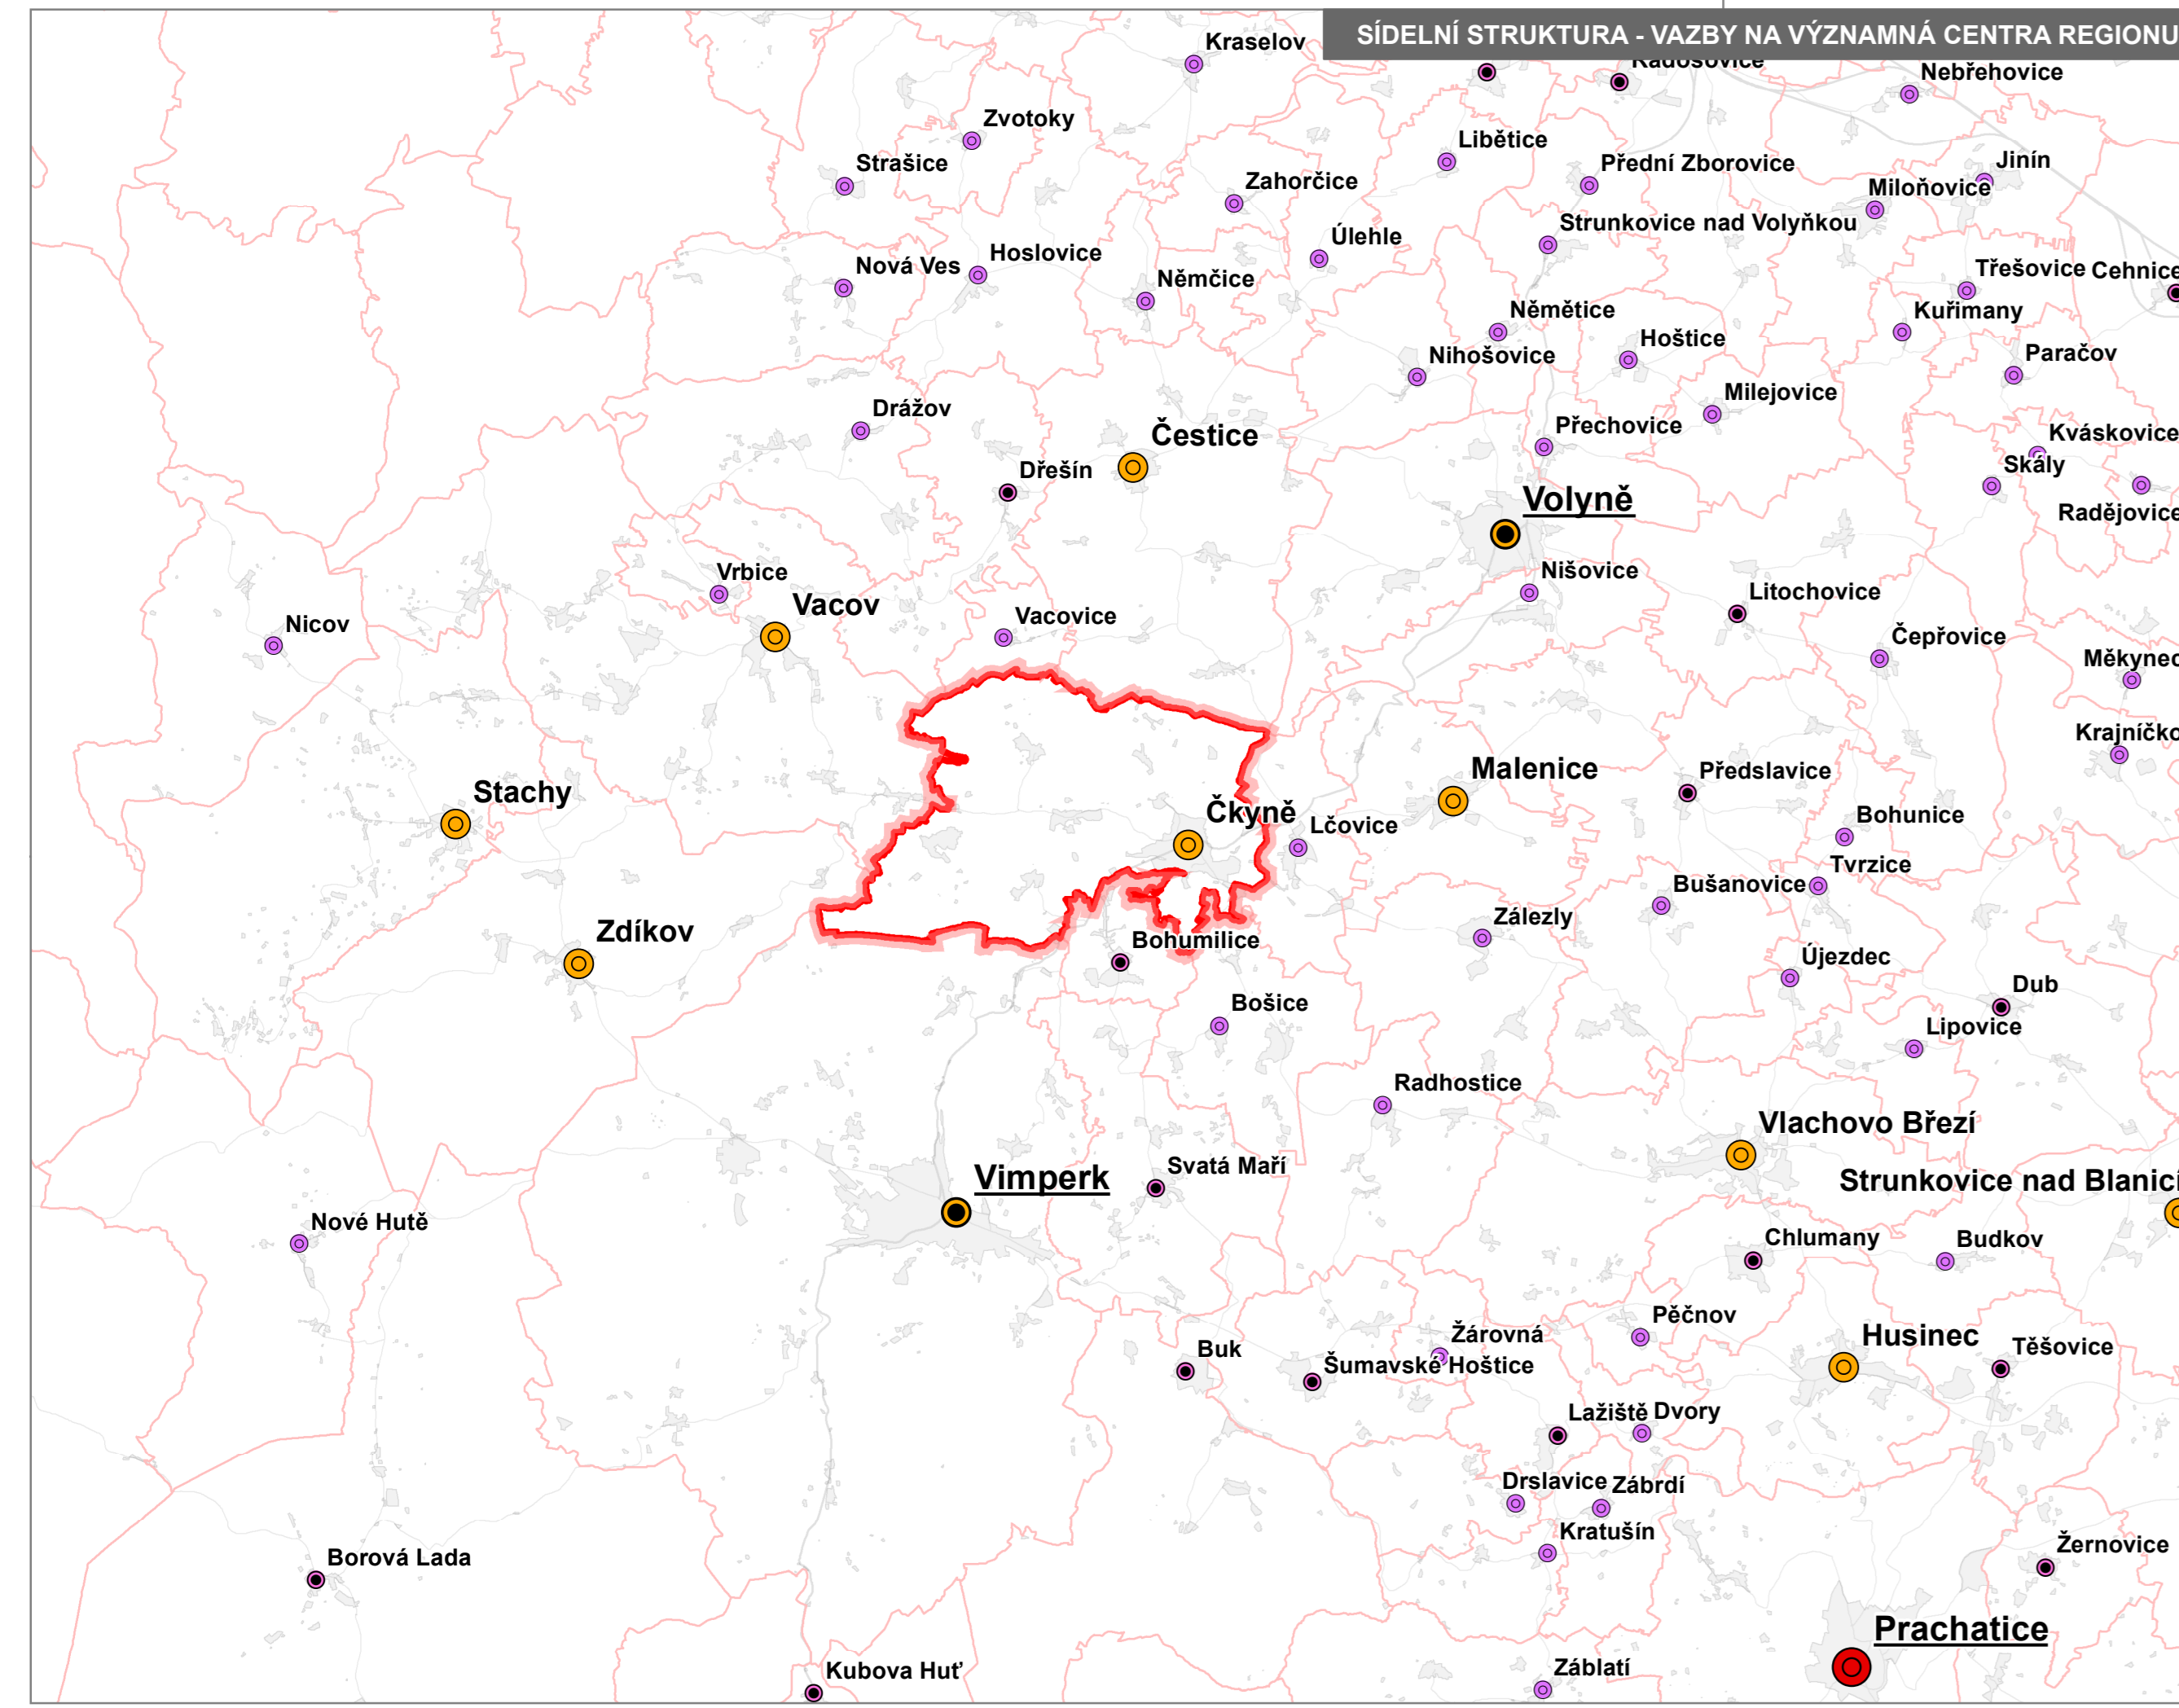 SÍDELNÍ STRUKTURA - VAZBY NA VÝZNAMNÁ CENTRA REGIONU
Kraselov
Radošovice
Nebřehovice
Zvotoky
Libětice
Strašice
Zahorčice
Přední Zborovice
Jinín
Miloňovice
Úlehle
Strunkovice nad Volyňkou
Hoslovice
Nová Ves
Němčice
Třešovice
Cehnice
Němětice
Kuřimany
Hoštice
Nihošovice
Paračov
Milejovice
Drážov
Čestice
Přechovice
Kváskovice
Dřešín
Skály
Volyně
Radějovice
Vrbice
Nišovice
Vacov
Litochovice
Nicov
Vacovice
Čepřovice
Měkynec
Krajníčko
Malenice
Předslavice
Stachy
Čkyně
Lčovice
Bohunice
Tvrzice
Bušanovice
Zálezly
Zdíkov
Bohumilice
Újezdec
Dub
Bošice
Lipovice
Radhostice
Vlachovo Březí
Svatá Maří
Vimperk
Strunkovice nad Blanicí
Nové Hutě
Chlumany
Budkov
Pěčnov
Žárovná
Husinec
Buk
Těšovice
Šumavské Hoštice
Lažiště
Dvory
Drslavice
Zábrdí
Kratušín
Borová Lada
Žernovice
Prachatice
Záblatí
Kubova Huť